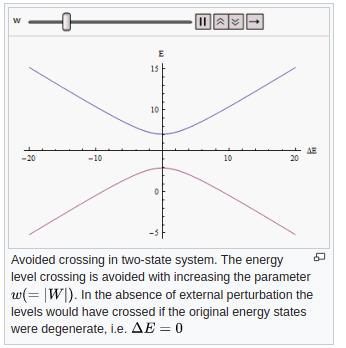 w
E
15
10
ΔE
-20
-10
10
20
0
-5
Avoided crossing in two-state system. The energy
level crossing is avoided with increasing the parameter
w(= |W|). In the absence of external perturbation the
levels would have crossed if the original energy states
were degenerate, i.e. ΔE = 0